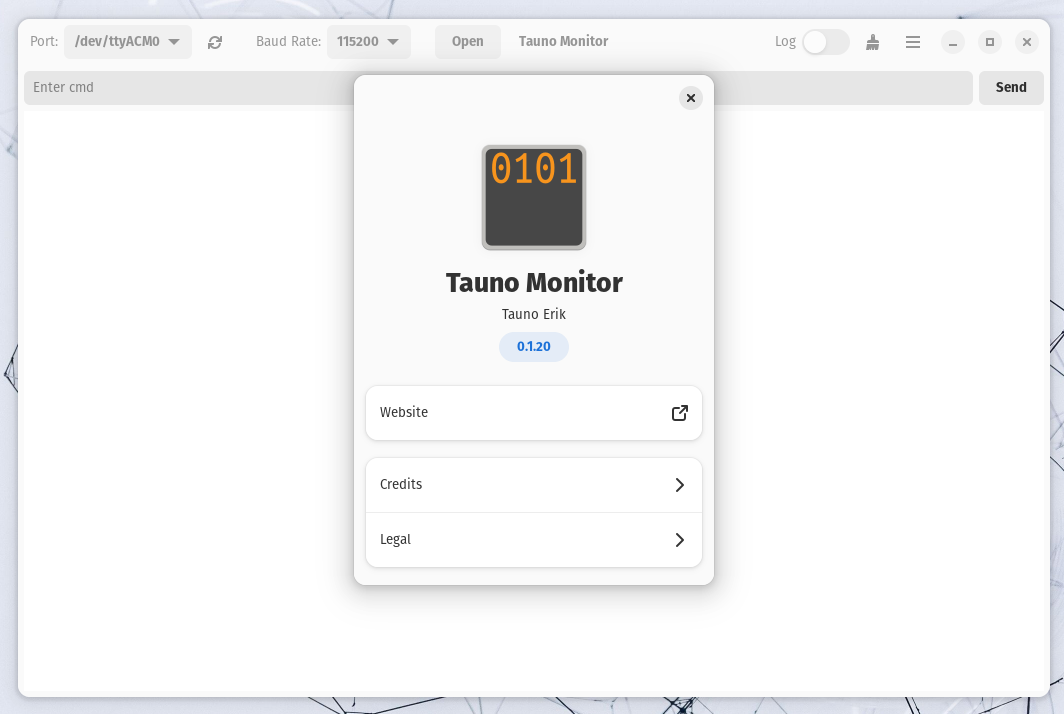 Port: /dev/ttyACM0 Baud Rate: 115200 Open Tauno Monitor Log
Enter cmd Send
0101
Tauno Monitor
Tauno Erik
0.1.20
Website
Credits
Legal